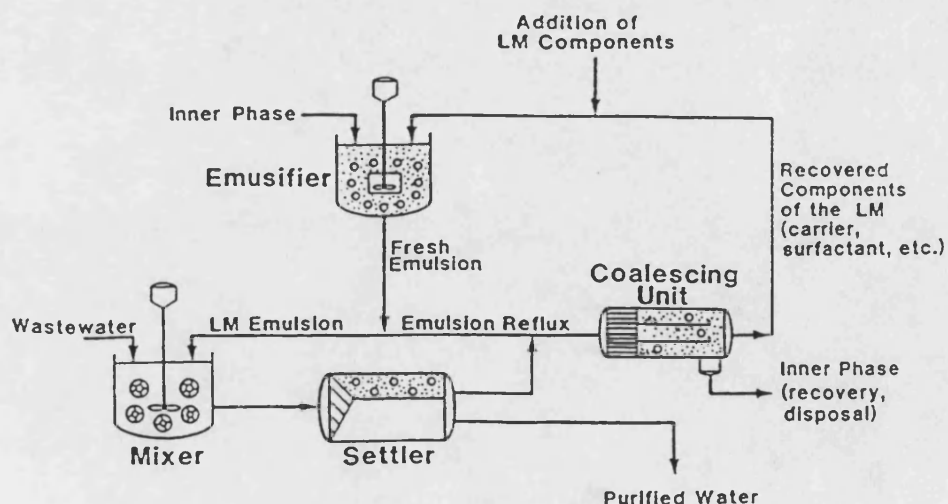 Addition of
LM Components
Inner Phase
Emusifier
Recovered
Components
of the LM
(carrier,
surfactant, etc.)
Fresh
Emulsion
Coalescing
Unit
Wastewater
LM Emulsion
Emulsion Reflux
Inner Phase
(recovery,
disposal)
Mixer
Settler
Purified Water